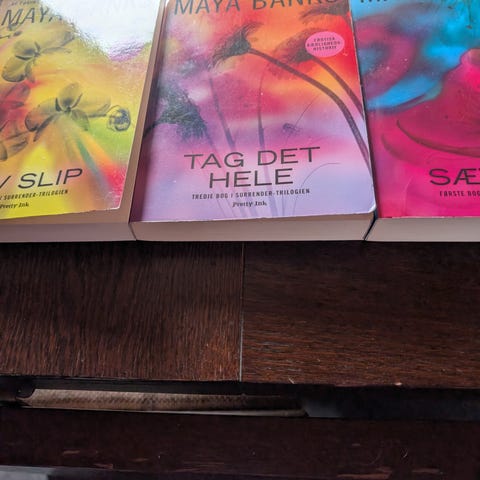 MAYA
V SLIP
SURRENDER-TRILOGIEN
Pretty Ink
MAYA BANKS
EROTISK
KÆRLIGHEDS-
HISTORIE
TAG DET
HELE
TREDJE BOG I SURRENDER-TRILOGIEN
Pretty Ink
SÆ
FØRSTE BOG